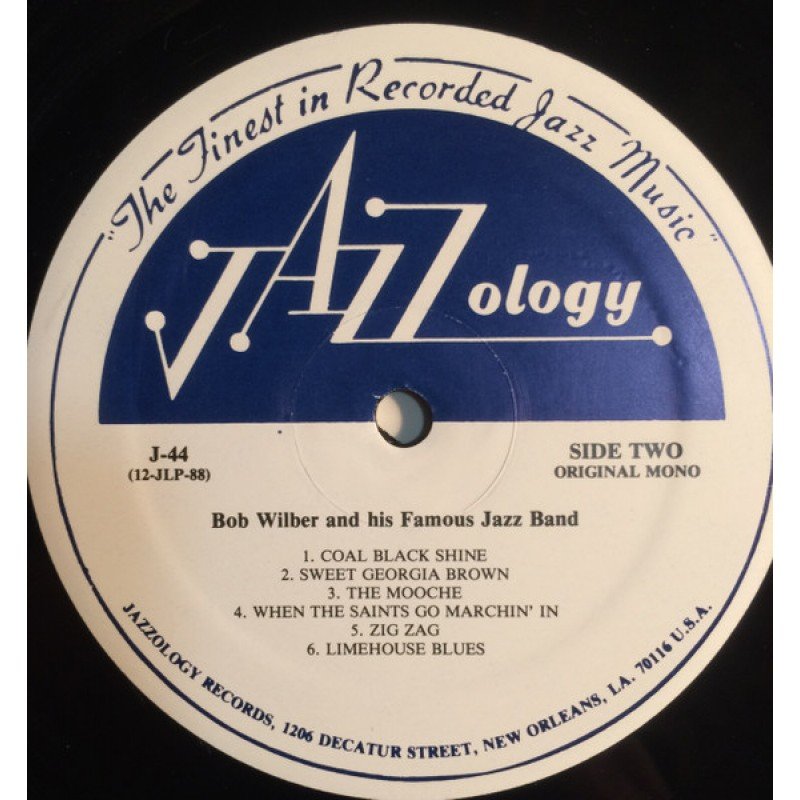 "The Finest in Recorded Jazz Music"
JAZZology
J-44
(12-JLP-88)
SIDE TWO
ORIGINAL MONO
Bob Wilber and his Famous Jazz Band
1. COAL BLACK SHINE
2. SWEET GEORGIA BROWN
3. THE MOOCHE
4. WHEN THE SAINTS GO MARCHIN' IN
5. ZIG ZAG
6. LIMEHOUSE BLUES
JAZZOLOGY RECORDS, 1206 DECATUR STREET, NEW ORLEANS, LA. 70116 U.S.A.